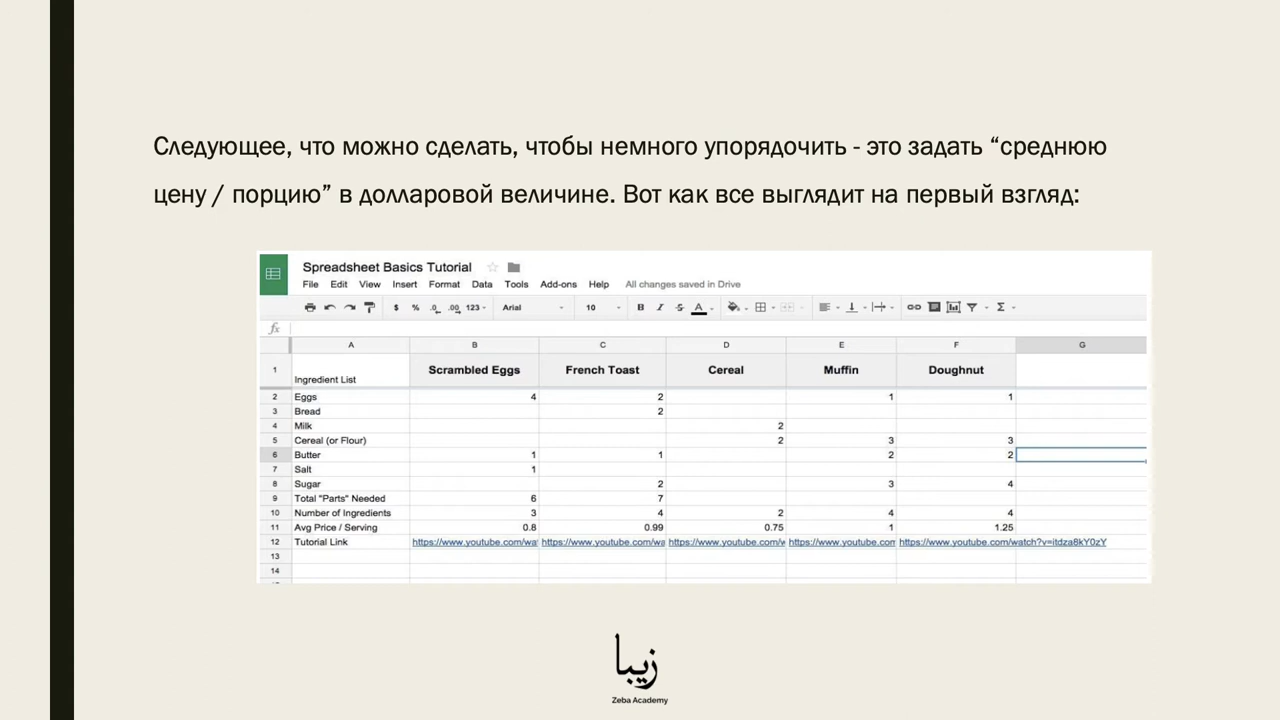 Следующее, что можно сделать, чтобы немного упорядочить - это задать “среднюю
цену / порцию” в долларовой величине. Вот как все выглядит на первый взгляд:
Spreadsheet Basics Tutorial
File Edit View Insert Format Data Tools Add-ons Help All changes saved in Drive
$ % .0 .00 123 Arial 10 B I S A Σ
fx
A B C D E F G
1 Ingredient List Scrambled Eggs French Toast Cereal Muffin Doughnut
2 Eggs 4 2 1 1
3 Bread 2
4 Milk 2
5 Cereal (or Flour) 2 3 3
6 Butter 1 1 2 2
7 Salt 1
8 Sugar 2 3 4
9 Total "Parts" Needed 6 7
10 Number of Ingredients 3 4 2 4 4
11 Avg Price / Serving 0.8 0.99 0.75 1 1.25
12 Tutorial Link https://www.youtube.com/wa https://www.youtube.com/wa https://www.youtube.com/w https://www.youtube.com https://www.youtube.com/watch?v=itdza8kY0zY
13
14
زيبا
Zeba Academy